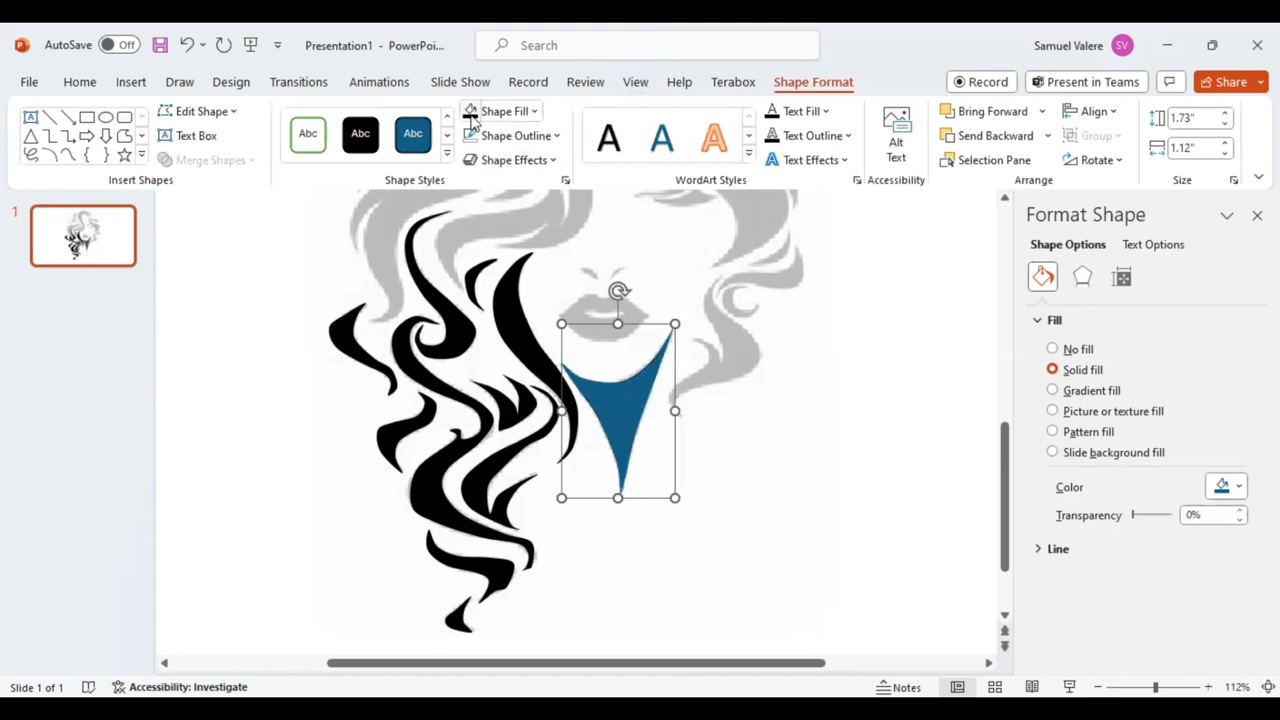 AutoSave Off Presentation1 - PowerPoi... Search Samuel Valere SV
File Home Insert Draw Design Transitions Animations Slide Show Record Review View Help Terabox Shape Format Record Present in Teams Share
Edit Shape Abc Abc Abc Shape Fill A A A Text Fill Alt Text Bring Forward Align 1.73"
Text Box Shape Outline Text Outline Send Backward Group 1.12"
Merge Shapes Shape Effects Text Effects Selection Pane Rotate
Insert Shapes Shape Styles WordArt Styles Accessibility Arrange Size
1
Format Shape
Shape Options Text Options
Fill
No fill
Solid fill
Gradient fill
Picture or texture fill
Pattern fill
Slide background fill
Color
Transparency 0%
Line
Slide 1 of 1 Accessibility: Investigate Notes 112%